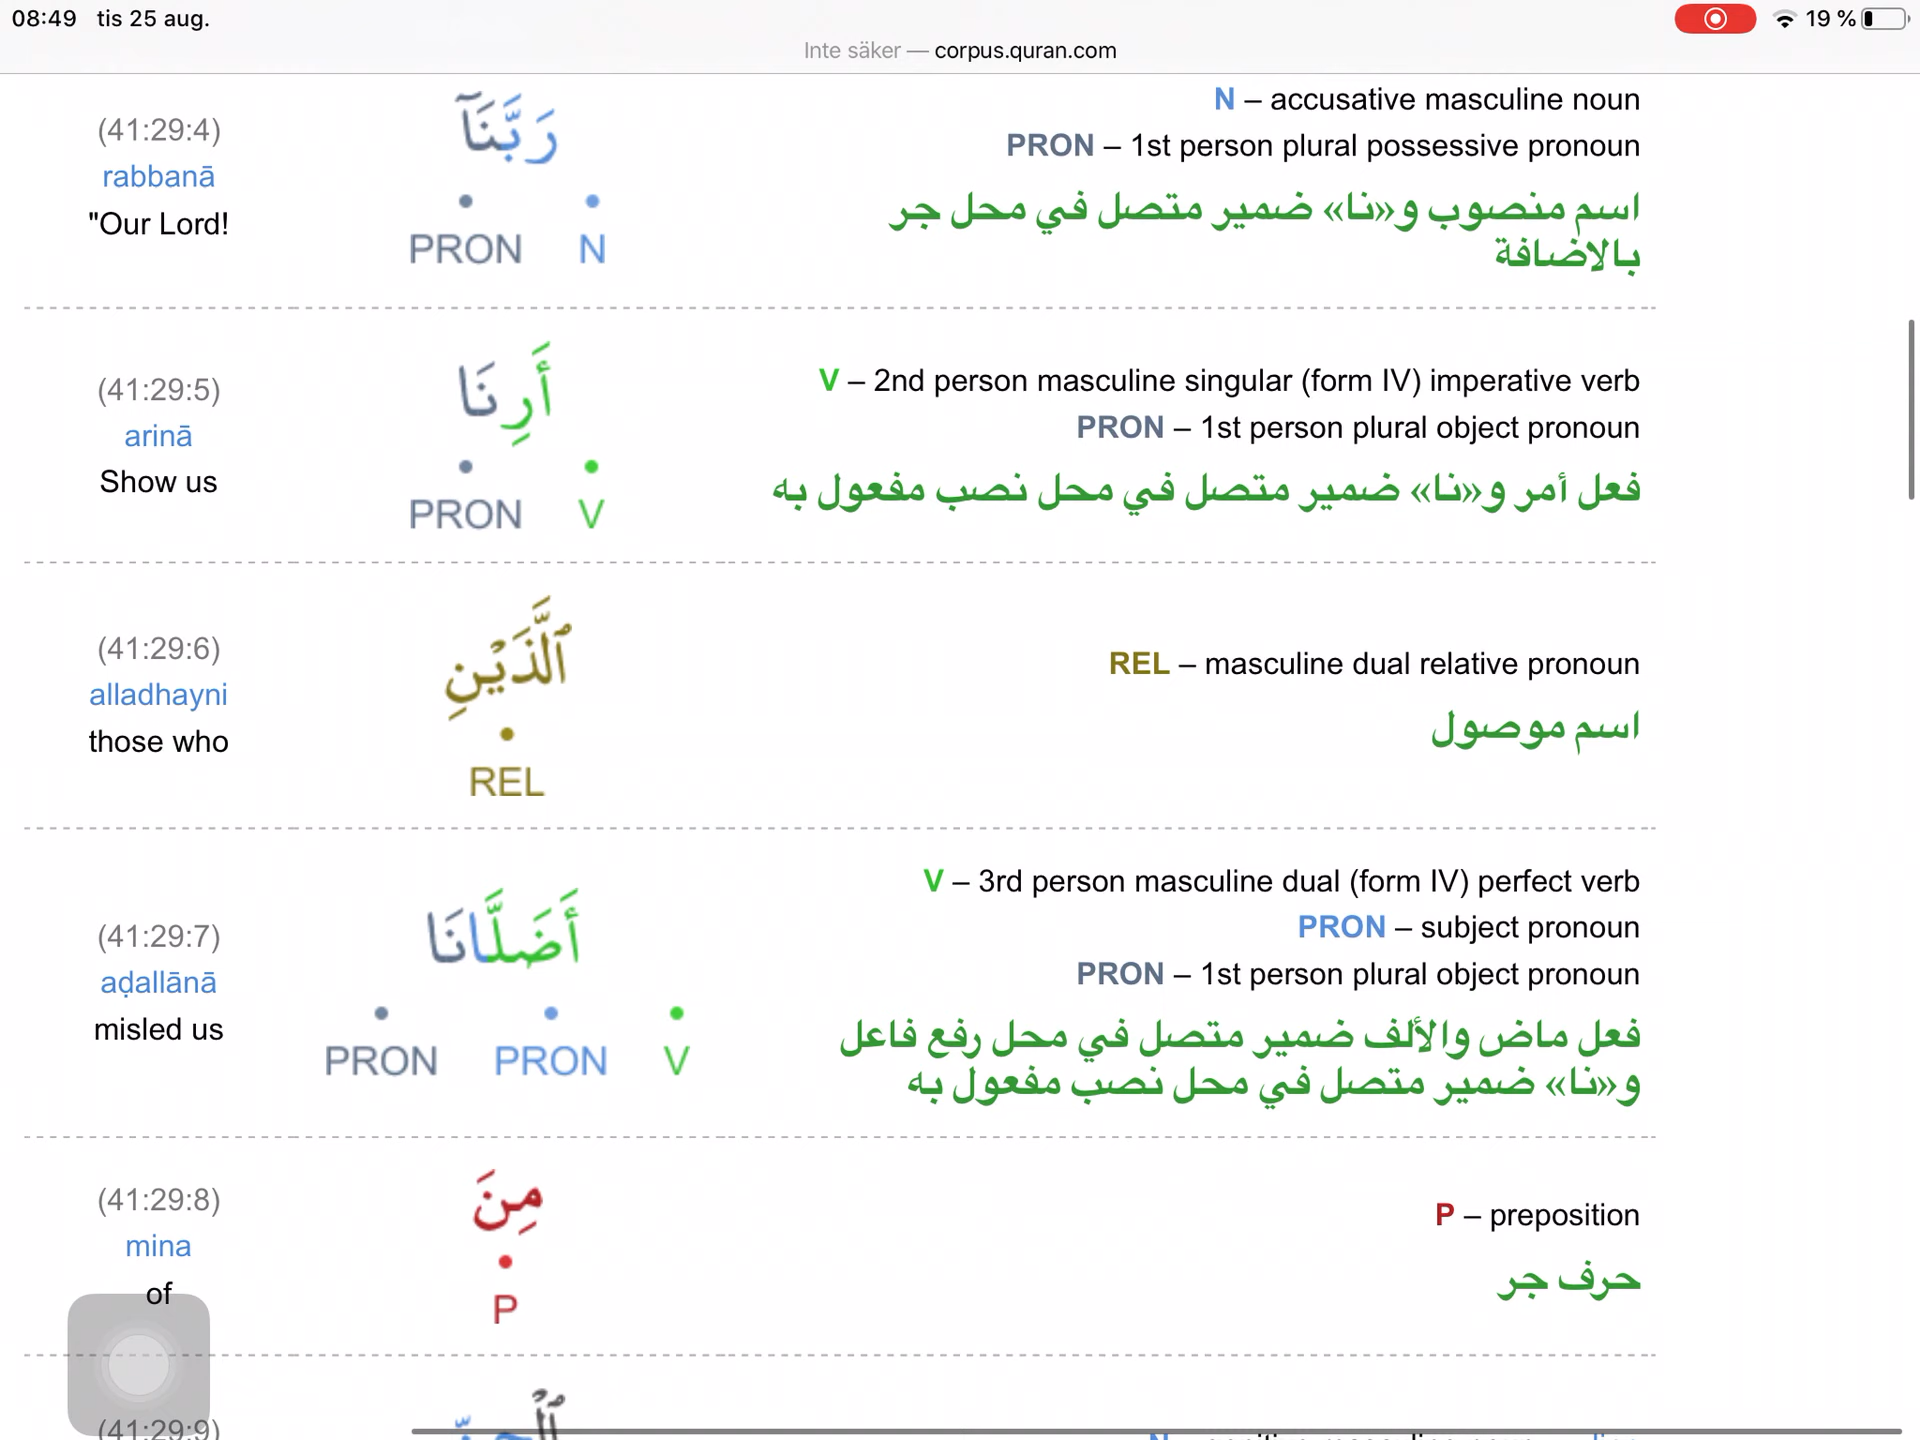 08:49 tis 25 aug.
19 %
Inte säker — corpus.quran.com
(41:29:4)
rabbanā
"Our Lord!
رَبَّنَآ
PRON N
N – accusative masculine noun
PRON – 1st person plural possessive pronoun
اسم منصوب و«نا» ضمير متصل في محل جر
بالاضافة
(41:29:5)
arinā
Show us
أَرِنَا
PRON V
V – 2nd person masculine singular (form IV) imperative verb
PRON – 1st person plural object pronoun
فعل أمر و«نا» ضمير متصل في محل نصب مفعول به
(41:29:6)
alladhayni
those who
ٱلَّذَيْنِ
REL
REL – masculine dual relative pronoun
اسم موصول
(41:29:7)
aḍallānā
misled us
أَضَلَّانَا
PRON PRON V
V – 3rd person masculine dual (form IV) perfect verb
PRON – subject pronoun
PRON – 1st person plural object pronoun
فعل ماض والألف ضمير متصل في محل رفع فاعل
و«نا» ضمير متصل في محل نصب مفعول به
(41:29:8)
mina
of
مِنَ
P
P – preposition
حرف جر
(41:29:9)